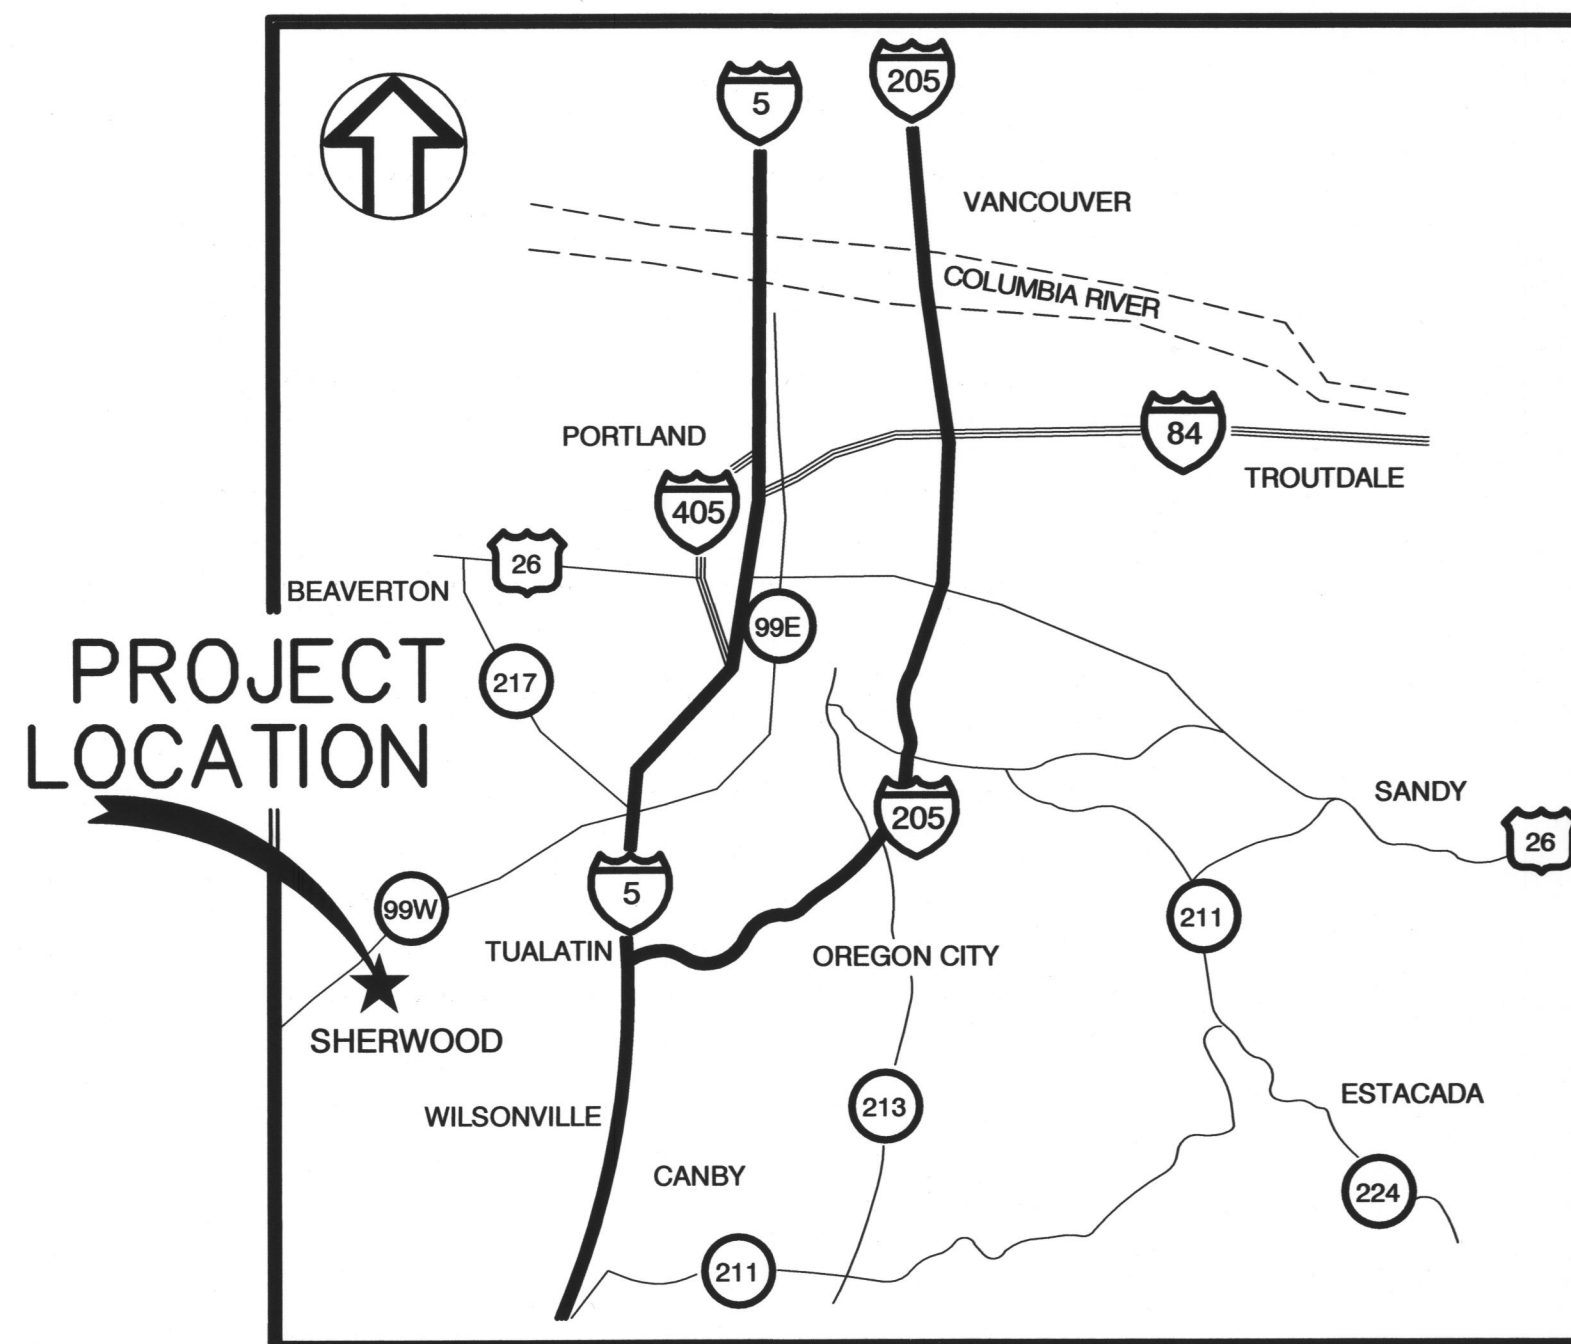 5
205
VANCOUVER
COLUMBIA RIVER
PORTLAND
84
TROUTDALE
405
26
BEAVERTON
99E
PROJECT
LOCATION
217
SANDY
205
26
5
99W
211
TUALATIN
OREGON CITY
SHERWOOD
WILSONVILLE
213
ESTACADA
CANBY
224
211